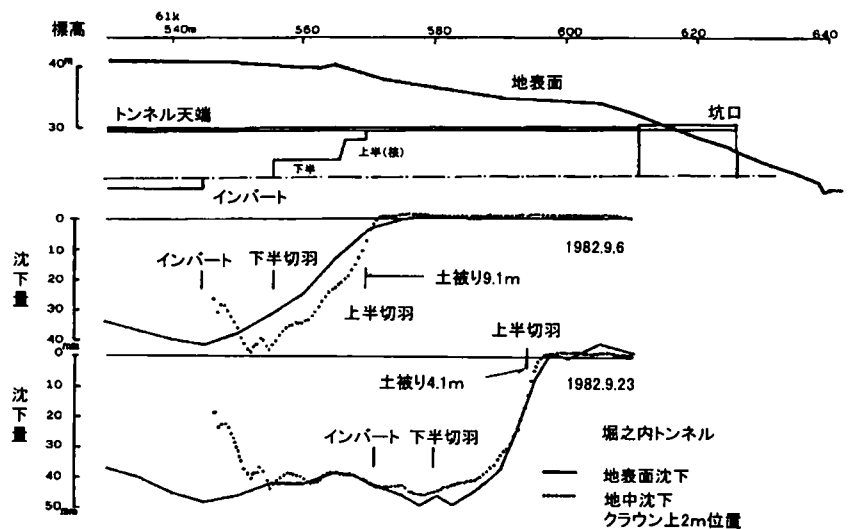 61k
標高 540m 560 580 600 620 640
40m
地表面
坑口
トンネル天端
30
上半(核)
下半
インバート
0
10
20
30
40mm
沈下量
1982.9.6
インバート 下半切羽
土被り9.1m
上半切羽
上半切羽
0
10
20
30
40
50mm
沈下量
土被り4.1m
1982.9.23
インバート 下半切羽
堀之内トンネル
地表面沈下
地中沈下
クラウン上2m位置